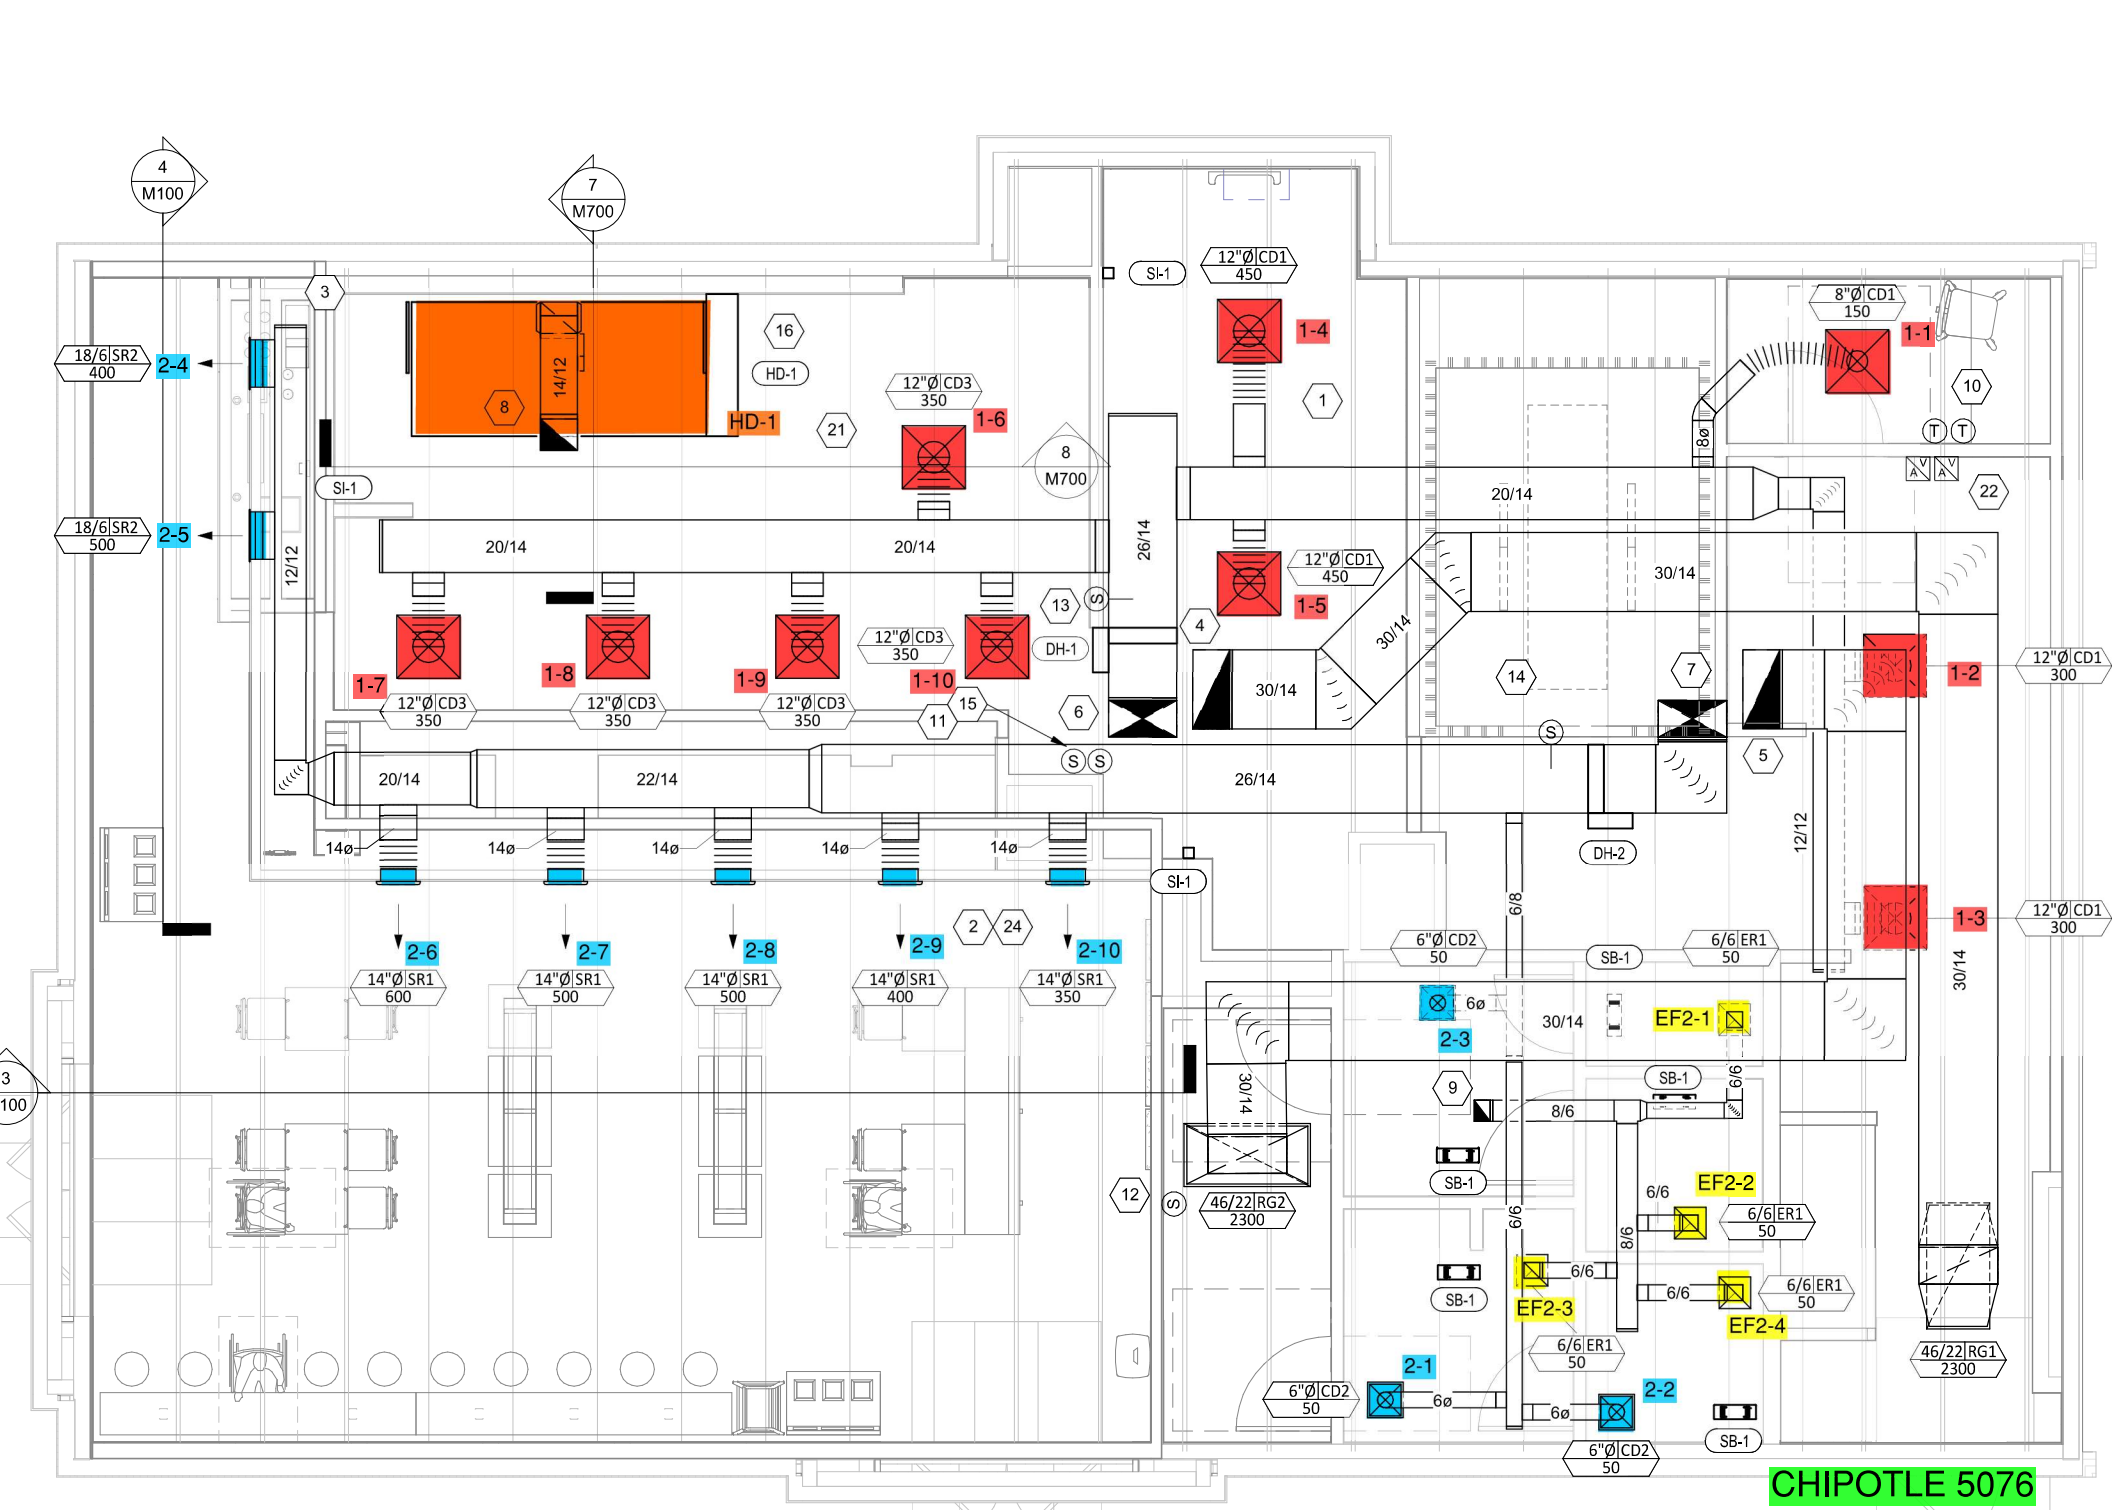 4
M100
7
M700
3
SI-1
12"Ø CD1
450
8"Ø CD1
150
1-4
1-1
16
HD-1
18/6 SR2
400
2-4
14/12
8
HD-1
12"Ø CD3
350
1-6
1
10
21
T T
8
M700
8ø
V
A
V
A
22
SI-1
20/14
18/6 SR2
500
2-5
12/12
20/14
20/14
26/14
12"Ø CD1
450
1-5
30/14
13
S
4
12"Ø CD3
350
DH-1
30/14
1-7
1-8
1-9
1-10
12"Ø CD3
350
12"Ø CD3
350
12"Ø CD3
350
15
11
6
30/14
14
7
1-2
12"Ø CD1
300
S S
S
5
20/14
22/14
26/14
12/12
14ø
14ø
14ø
14ø
14ø
DH-2
SI-1
6/8
2-6
2-7
2-8
2-9
2 24
2-10
14"Ø SR1
600
14"Ø SR1
500
14"Ø SR1
500
14"Ø SR1
400
14"Ø SR1
350
1-3
12"Ø CD1
300
6"Ø CD2
50
SB-1
6/6 ER1
50
30/14
6ø
30/14
EF2-1
2-3
3
100
9
SB-1
6/6
30/14
8/6
SB-1
12
S
46/22 RG2
2300
6/6
6/6
EF2-2
6/6 ER1
50
8/6
SB-1
6/6
EF2-3
6/6
6/6 ER1
50
EF2-4
6/6 ER1
50
46/22 RG1
2300
2-1
6"Ø CD2
50
6ø
6ø
2-2
SB-1
6"Ø CD2
50
CHIPOTLE 5076